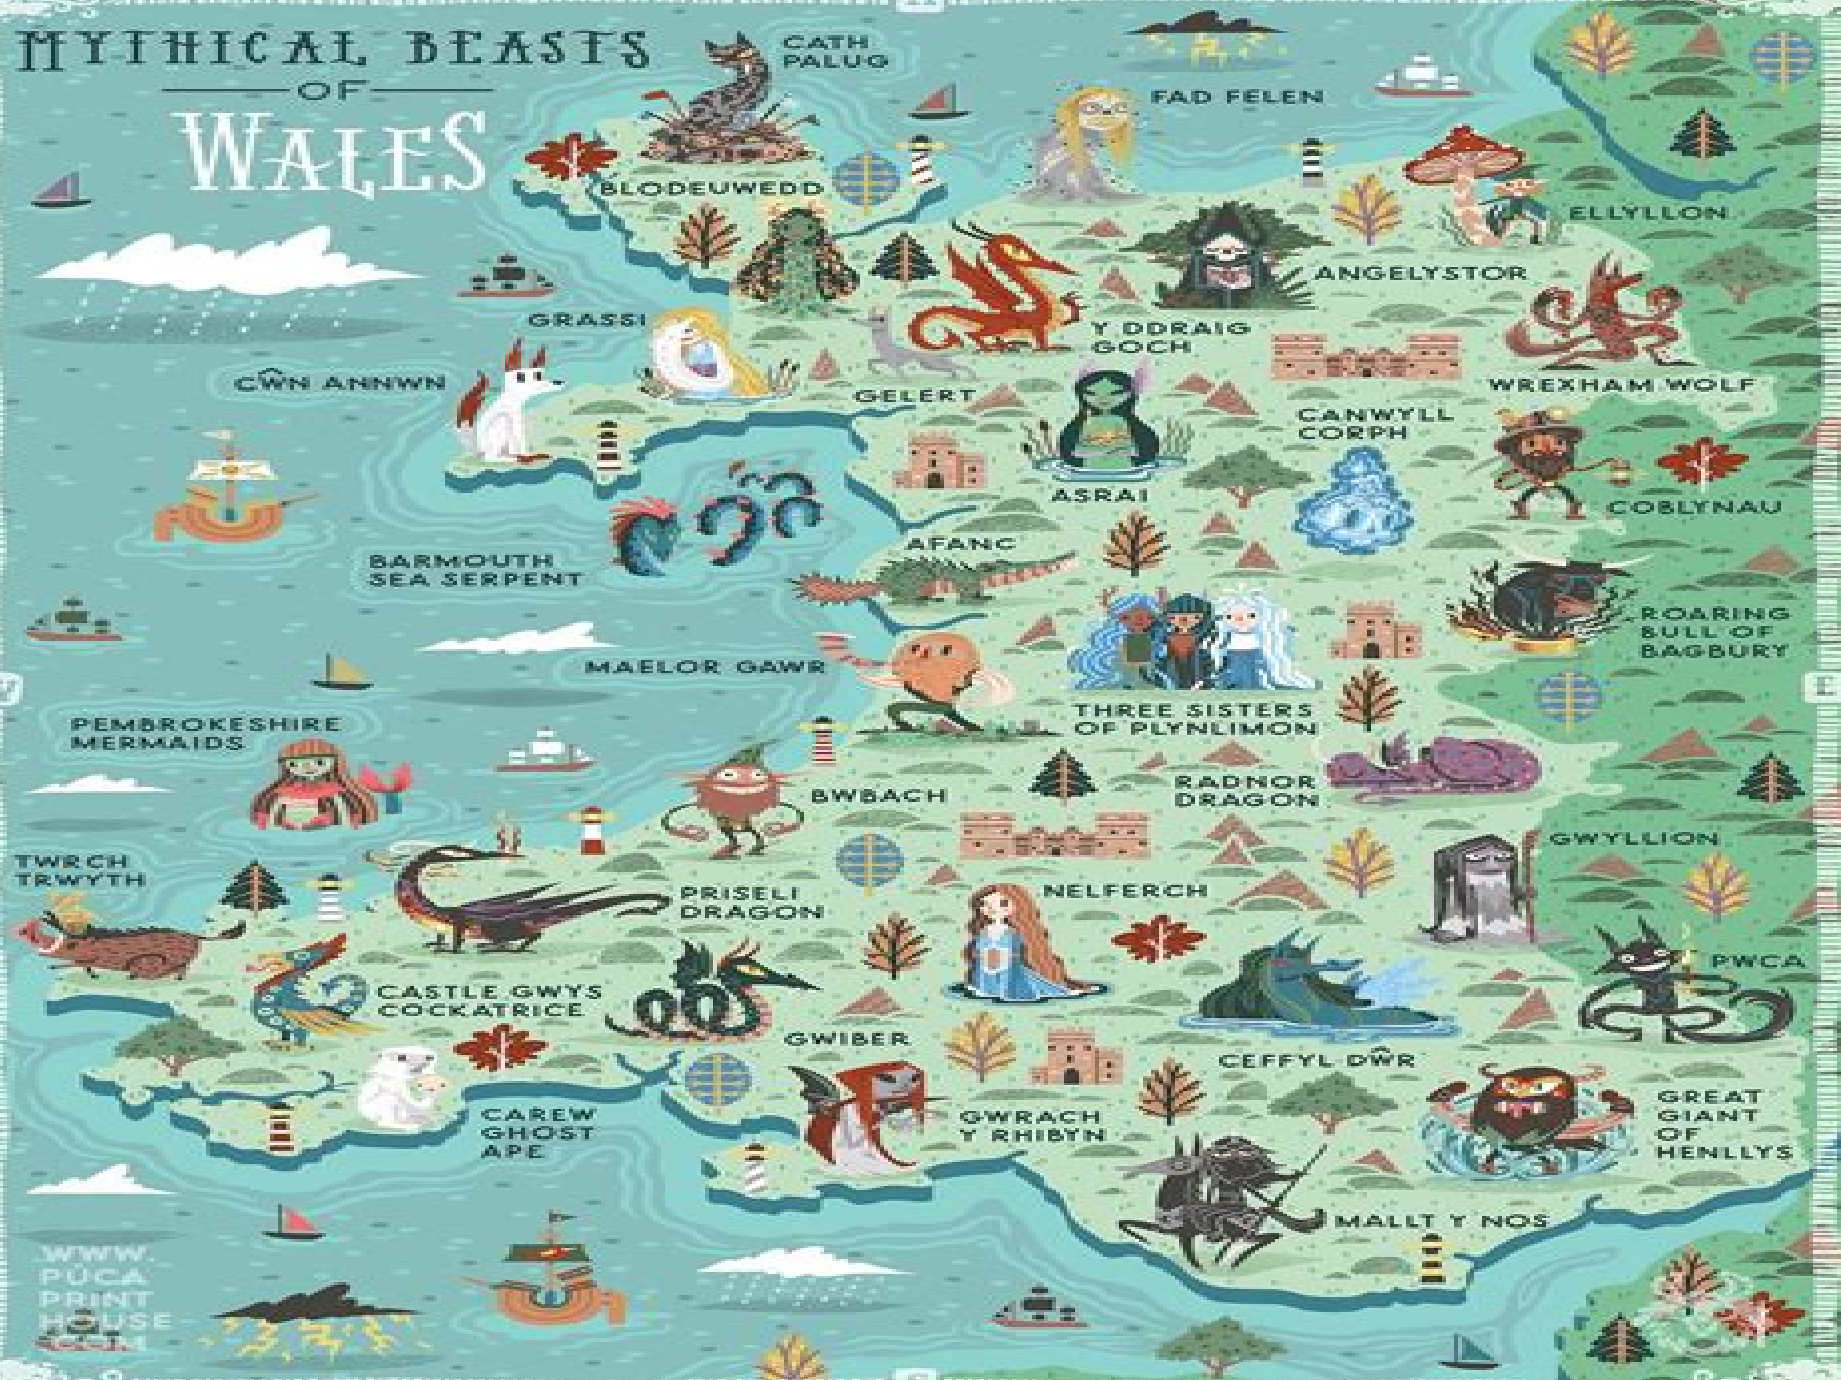 MYTHICAL BEASTS
OF
WALES
CATH
PALUG
FAD FELEN
BLODEUWEDD
ELLYLLON
ANGELYSTOR
GRASSI
Y DDRAIG
GOCH
CŴN ANNWN
GELERT
WREXHAM WOLF
CANWYLL
CORPH
ASRAI
COBLYNAU
AFANC
BARMOUTH
SEA SERPENT
ROARING
BULL OF
BAGBURY
MAELOR GAWR
THREE SISTERS
OF PLYNLIMON
PEMBROKESHIRE
MERMAIDS
RADNOR
DRAGON
BWBACH
GWYLLION
TWRCH
TRWYTH
PRISELI
DRAGON
NELFERCH
PWCA
CASTLE GWYS
COCKATRICE
GWIBER
CEFFYL DŴR
CAREW
GHOST
APE
GWRACH
Y RHIBYN
GREAT
GIANT
OF
HENLLYS
MALLT Y NOS
WWW.
PÚCA
PRINT
HOUSE
.COM
E